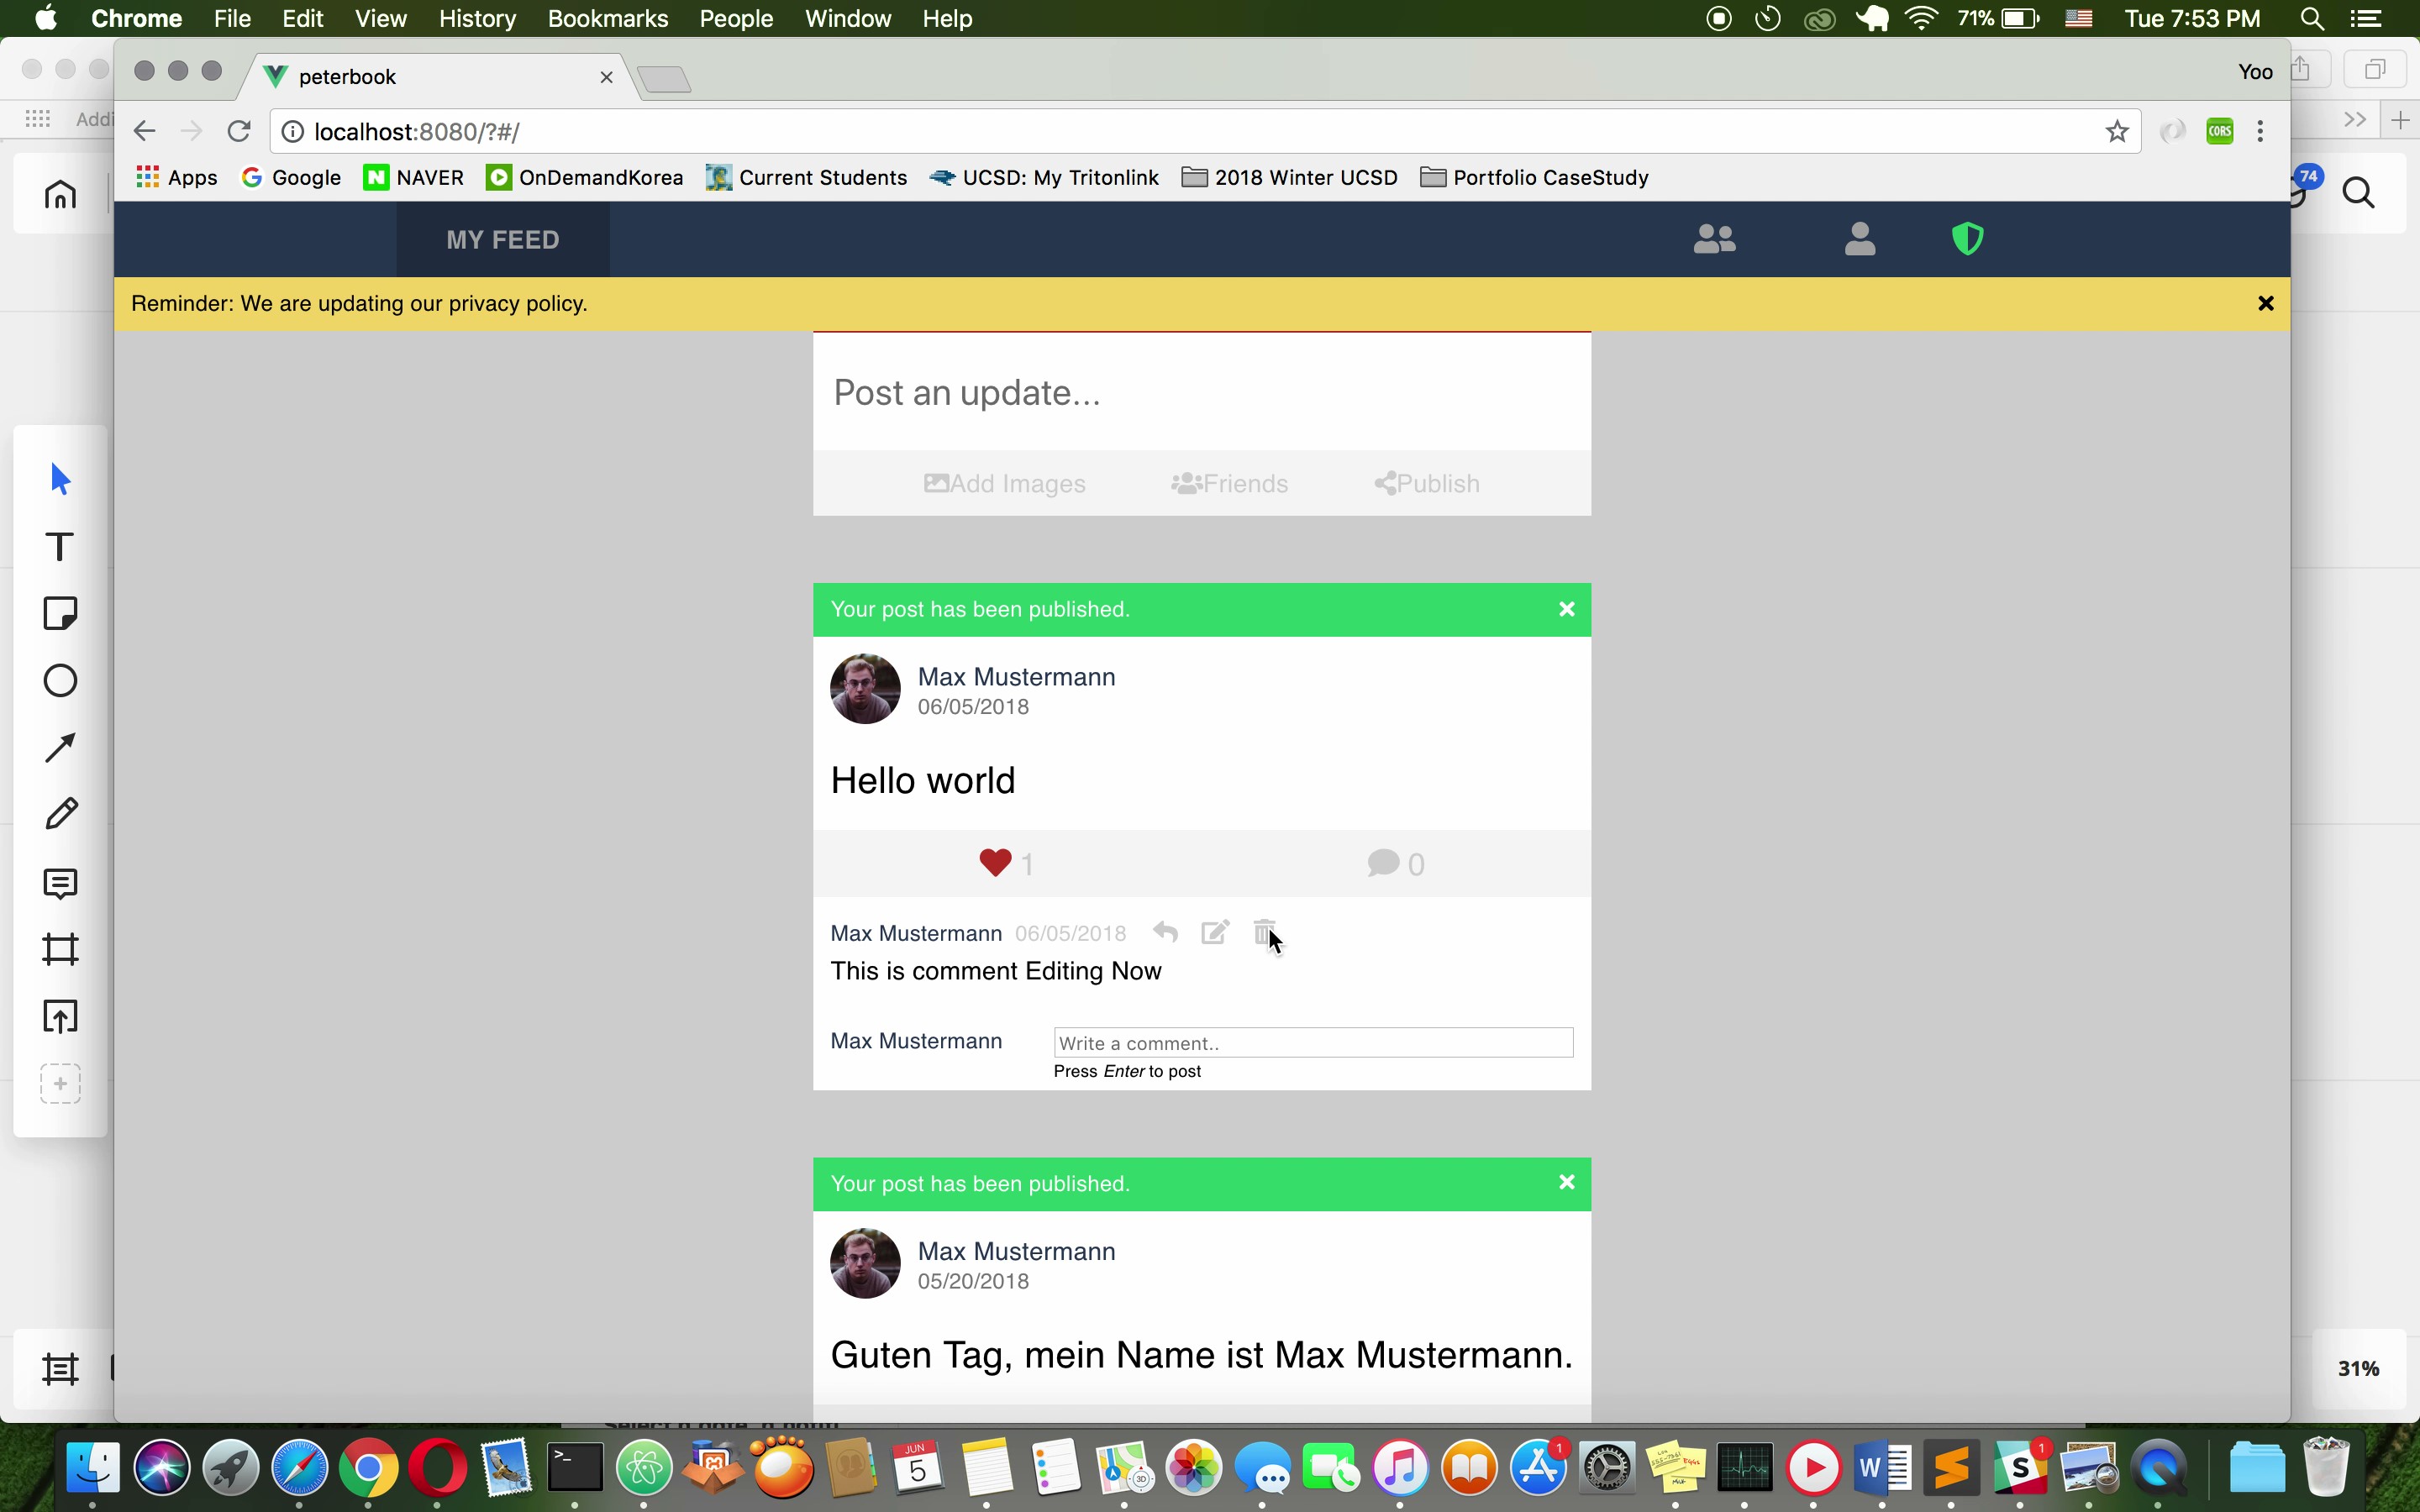 Chrome File Edit View History Bookmarks People Window Help 71% Tue 7:53 PM
peterbook
Yoo
Addi
localhost:8080/?#/
CORS
Apps Google NAVER OnDemandKorea Current Students UCSD: My Tritonlink 2018 Winter UCSD Portfolio CaseStudy
74
MY FEED
Reminder: We are updating our privacy policy.
Post an update...
Add Images Friends Publish
Your post has been published.
Max Mustermann
06/05/2018
Hello world
1 0
Max Mustermann 06/05/2018
This is comment Editing Now
Max Mustermann Write a comment..
Press Enter to post
Your post has been published.
Max Mustermann
05/20/2018
Guten Tag, mein Name ist Max Mustermann.
31%
JUN
5
3D
1
1